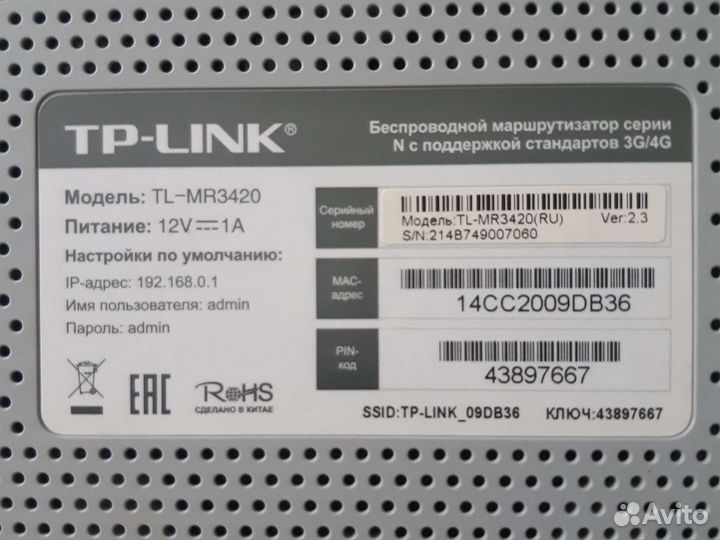 TP-LINK®
Беспроводной маршрутизатор серии
N с поддержкой стандартов 3G/4G
Модель: TL-MR3420
Питание: 12V⎓1A
Настройки по умолчанию:
IP-адрес: 192.168.0.1
Имя пользователя: admin
Пароль: admin
EAC
RoHS
СДЕЛАНО В КИТАЕ
Серийный
номер
Модель:TL-MR3420(RU) Ver:2.3
S/N:214B749007060
MAC-
адрес
14CC2009DB36
PIN-
код
43897667
SSID:TP-LINK_09DB36 КЛЮЧ:43897667
Avito